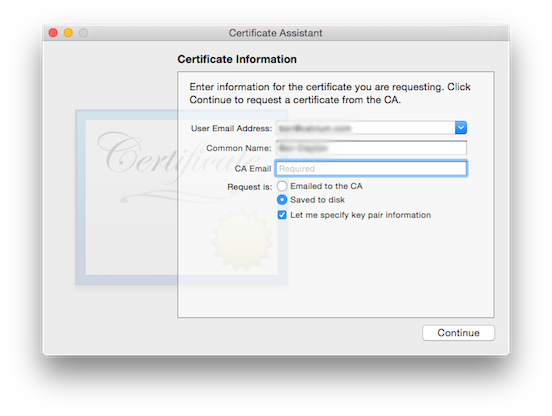 Certificate Assistant
Certificate Information
Enter information for the certificate you are requesting. Click
Continue to request a certificate from the CA.
User Email Address:
Common Name:
CA Email Required
Request is: Emailed to the CA
Saved to disk
Let me specify key pair information
Certificate
Continue